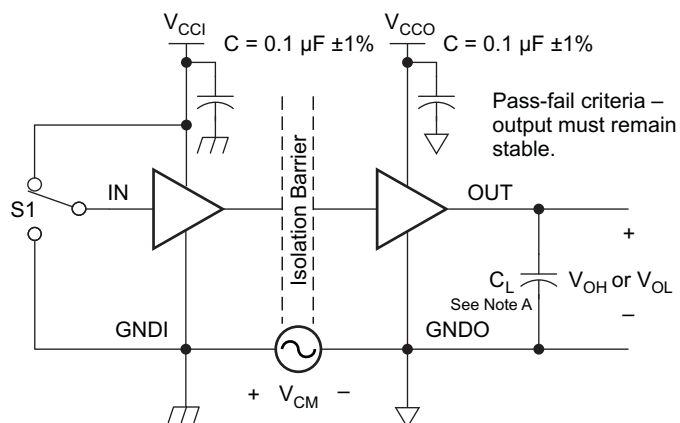 V_CCI
C = 0.1 µF ±1%
V_CCO
C = 0.1 µF ±1%
Pass-fail criteria –
output must remain
stable.
Isolation Barrier
S1
IN
OUT
+
C_L
See Note A
V_OH or V_OL
–
GNDI
GNDO
+ V_CM –